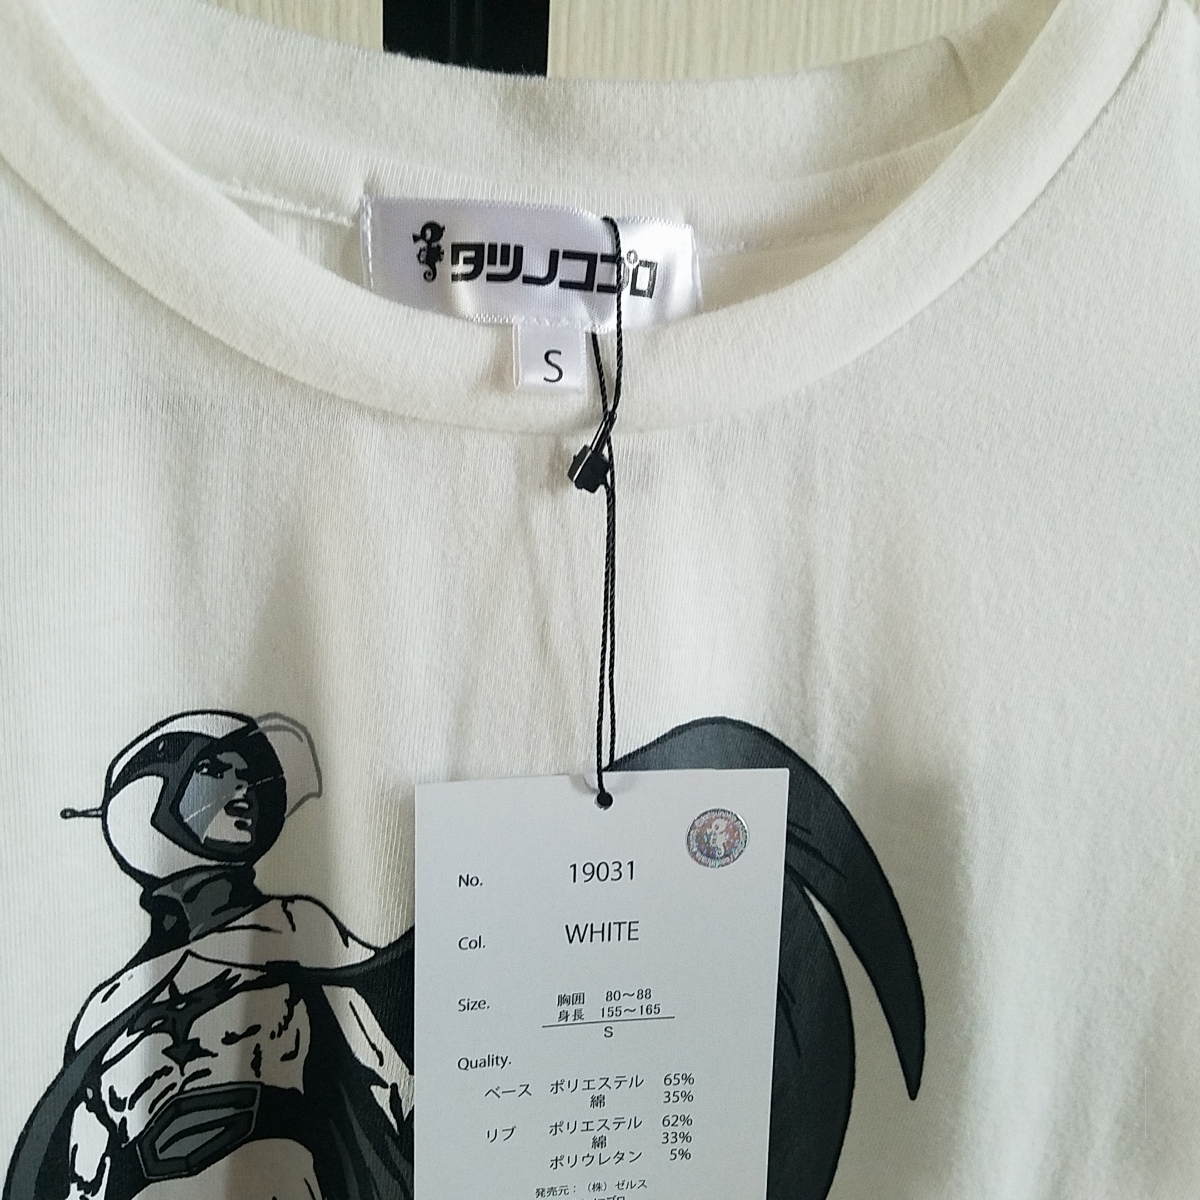 タツノコプロ
S
No. 19031
Col. WHITE
Size. 胸囲 80～88
身長 155～165
S
Quality.
ベース ポリエステル 65%
綿 35%
リブ ポリエステル 62%
綿 33%
ポリウレタン 5%
発売元：（株）ゼルス